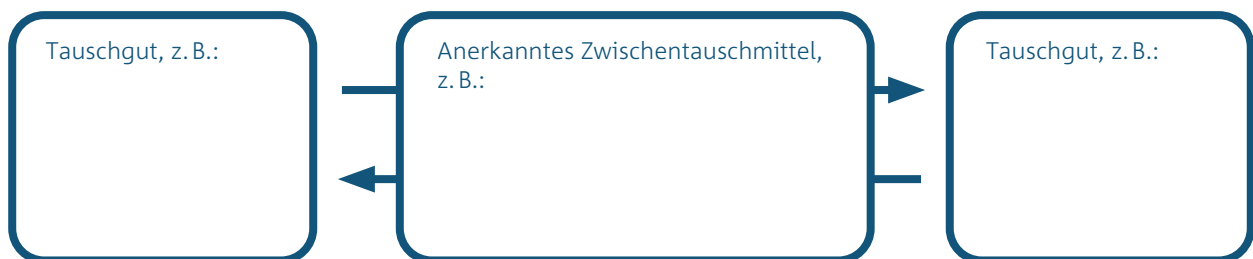 Tauschgut, z. B.:
Anerkanntes Zwischentauschmittel,
z. B.:
Tauschgut, z. B.: